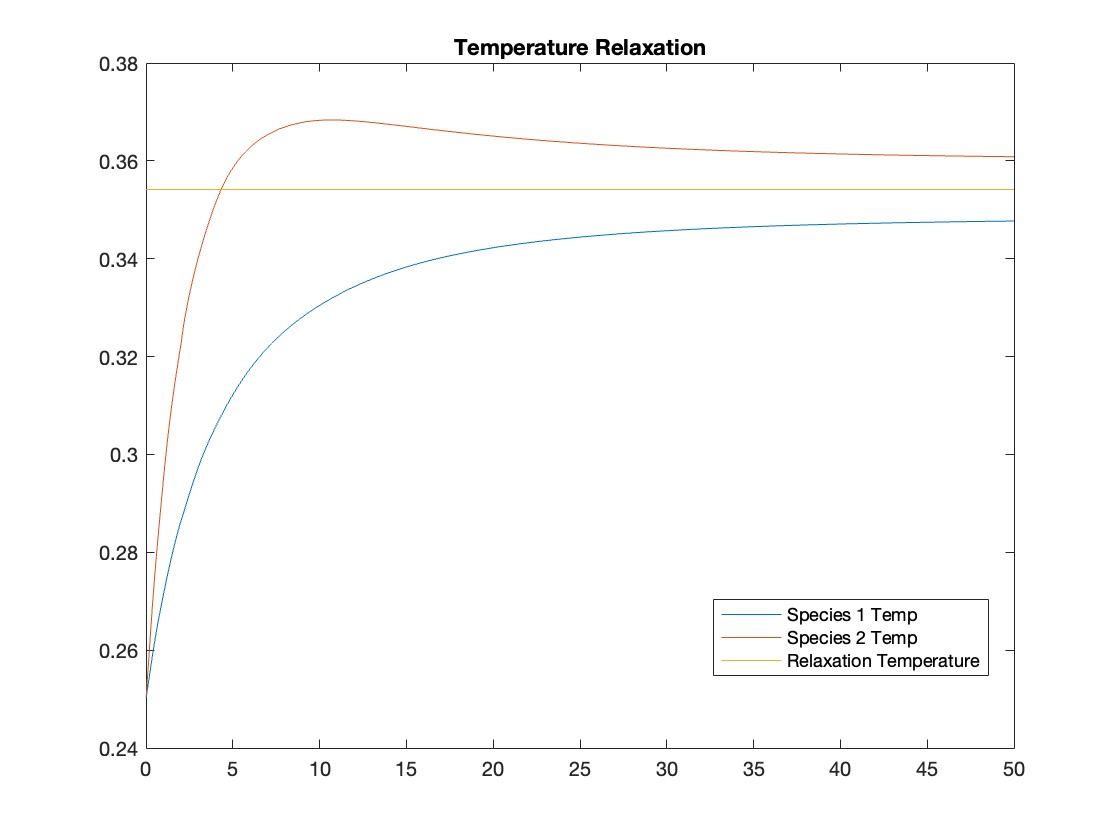 Temperature Relaxation
0.38
0.36
0.34
0.32
0.3
0.28
0.26
0.24
0 5 10 15 20 25 30 35 40 45 50
Species 1 Temp
Species 2 Temp
Relaxation Temperature